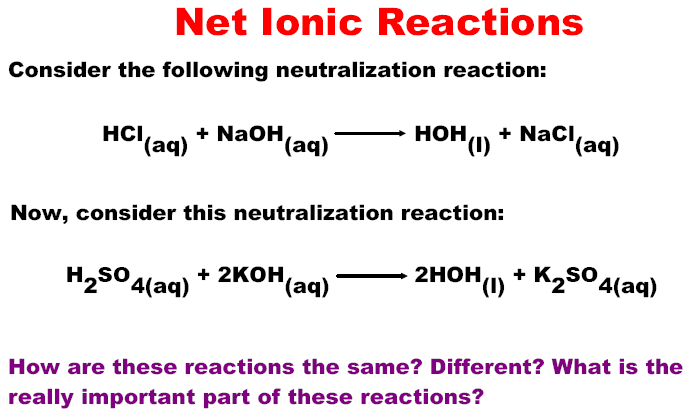 Net Ionic Reactions
Consider the following neutralization reaction:
HCl(aq) + NaOH(aq) ⟶ HOH(l) + NaCl(aq)
Now, consider this neutralization reaction:
H₂SO₄(aq) + 2KOH(aq) ⟶ 2HOH(l) + K₂SO₄(aq)
How are these reactions the same? Different? What is the
really important part of these reactions?